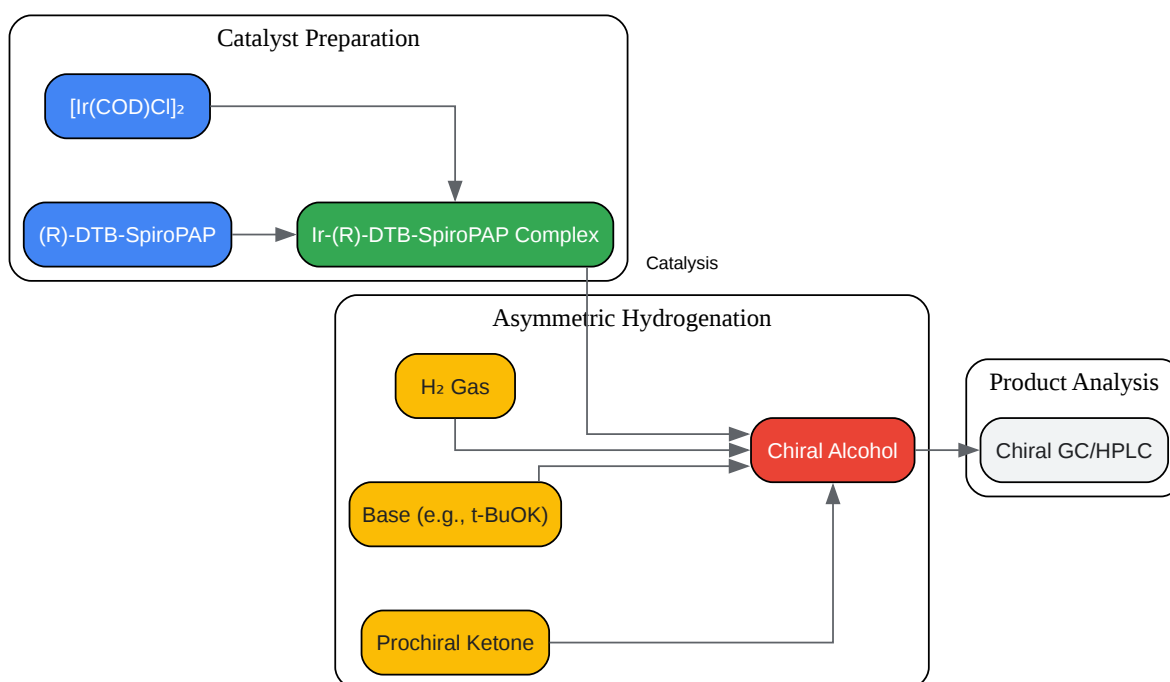 Catalyst Preparation
[Ir(COD)Cl]₂
(R)-DTB-SpiroPAP
Ir-(R)-DTB-SpiroPAP Complex
Catalysis
Asymmetric Hydrogenation
H₂ Gas
Base (e.g., t-BuOK)
Prochiral Ketone
Chiral Alcohol
Product Analysis
Chiral GC/HPLC